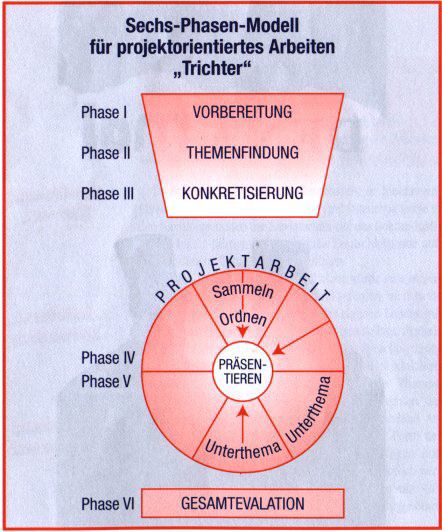 Sechs-Phasen-Modell
für projektorientiertes Arbeiten
„Trichter“
Phase I VORBEREITUNG
Phase II THEMENFINDUNG
Phase III KONKRETISIERUNG
PROJEKTARBEIT
Sammeln
Ordnen
Phase IV
PRÄSEN-
TIEREN
Phase V
Unterthema
Unterthema
Phase VI GESAMTEVALATION